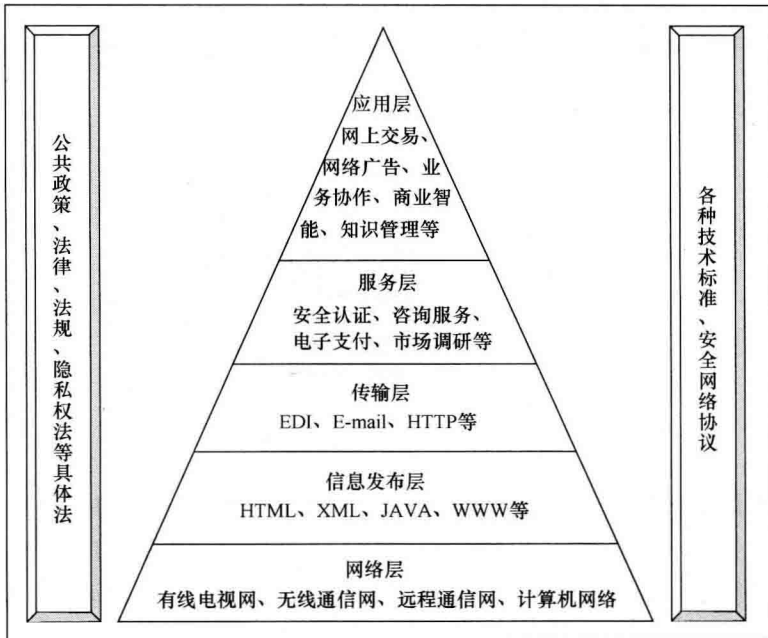 公共政策、法律、法规、隐私权法等具体法
应用层
网上交易、
网络广告、业
务协作、商业智
能、知识管理等
服务层
安全认证、咨询服务、
电子支付、市场调研等
传输层
EDI、E-mail、HTTP等
信息发布层
HTML、XML、JAVA、WWW等
网络层
有线电视网、无线通信网、远程通信网、计算机网络
各种技术标准、安全网络协议